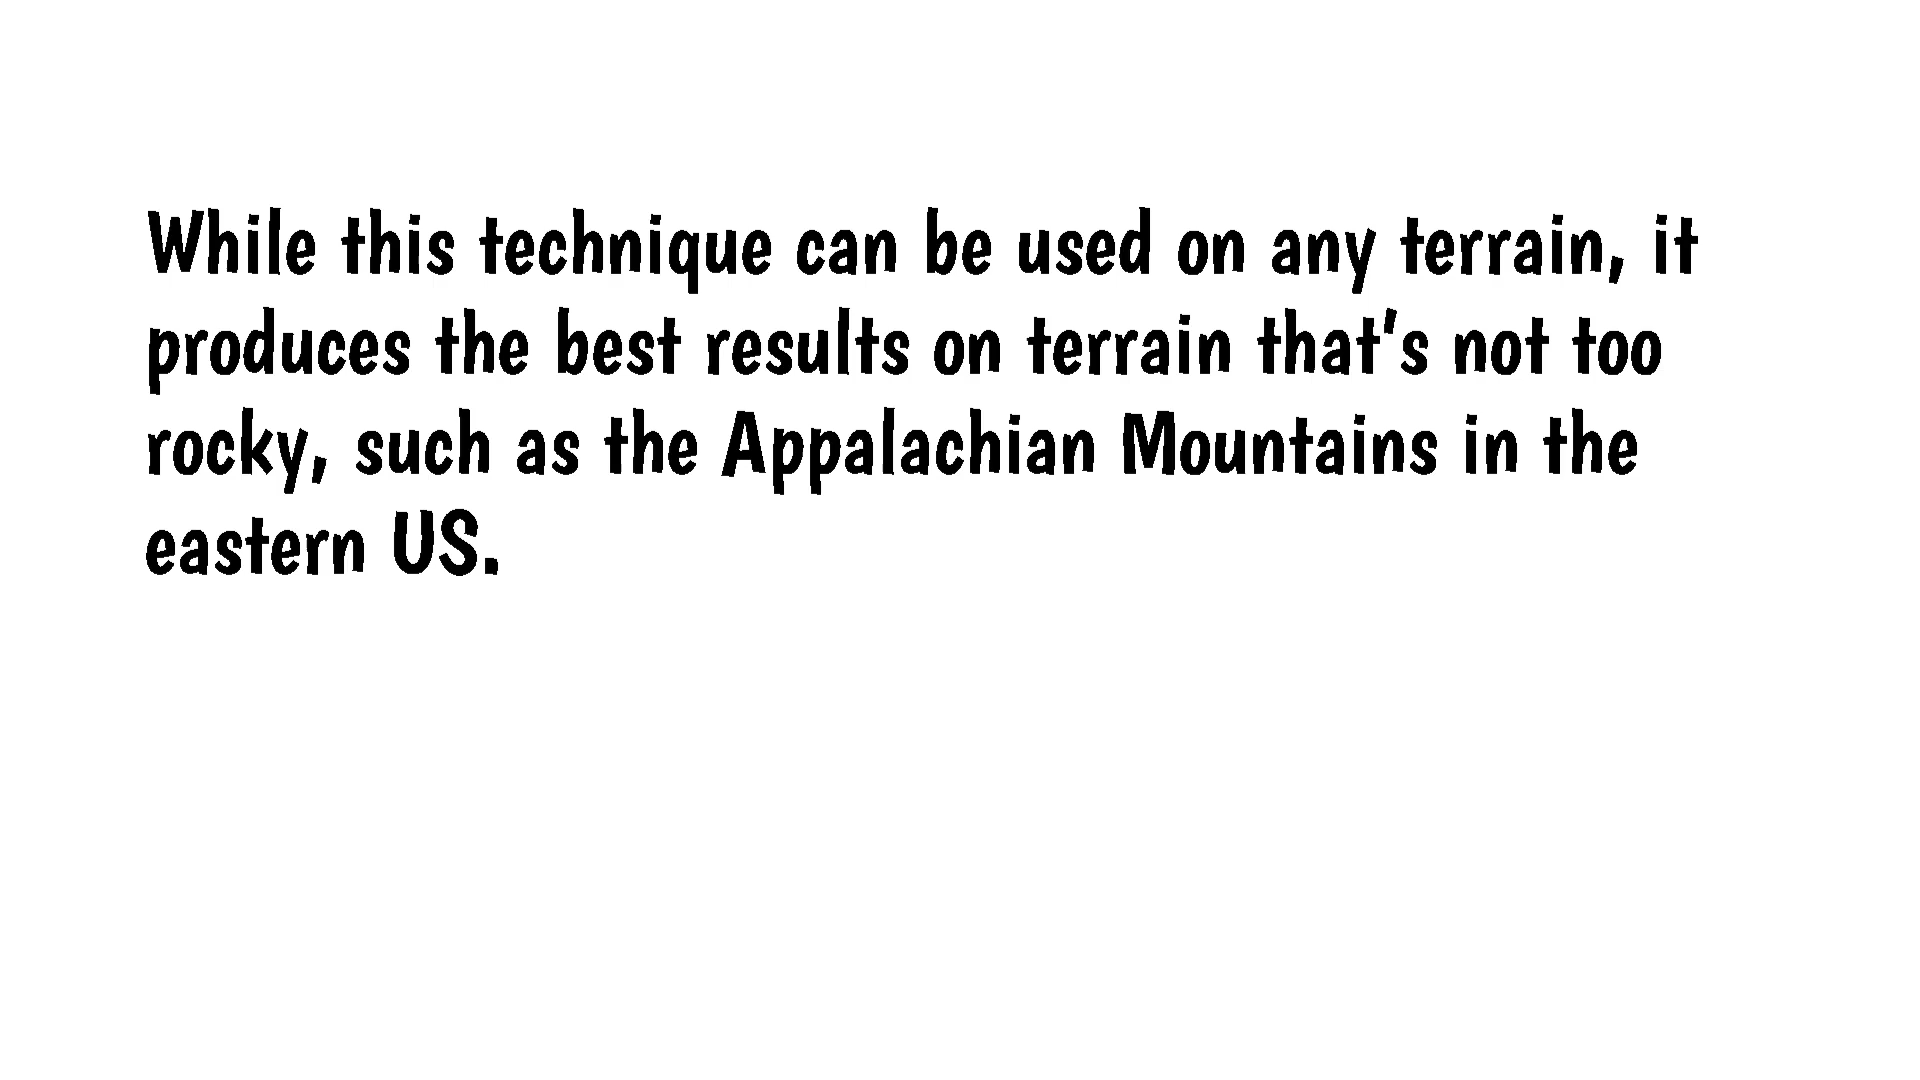 While this technique can be used on any terrain, it
produces the best results on terrain that's not too
rocky, such as the Appalachian Mountains in the
eastern US.